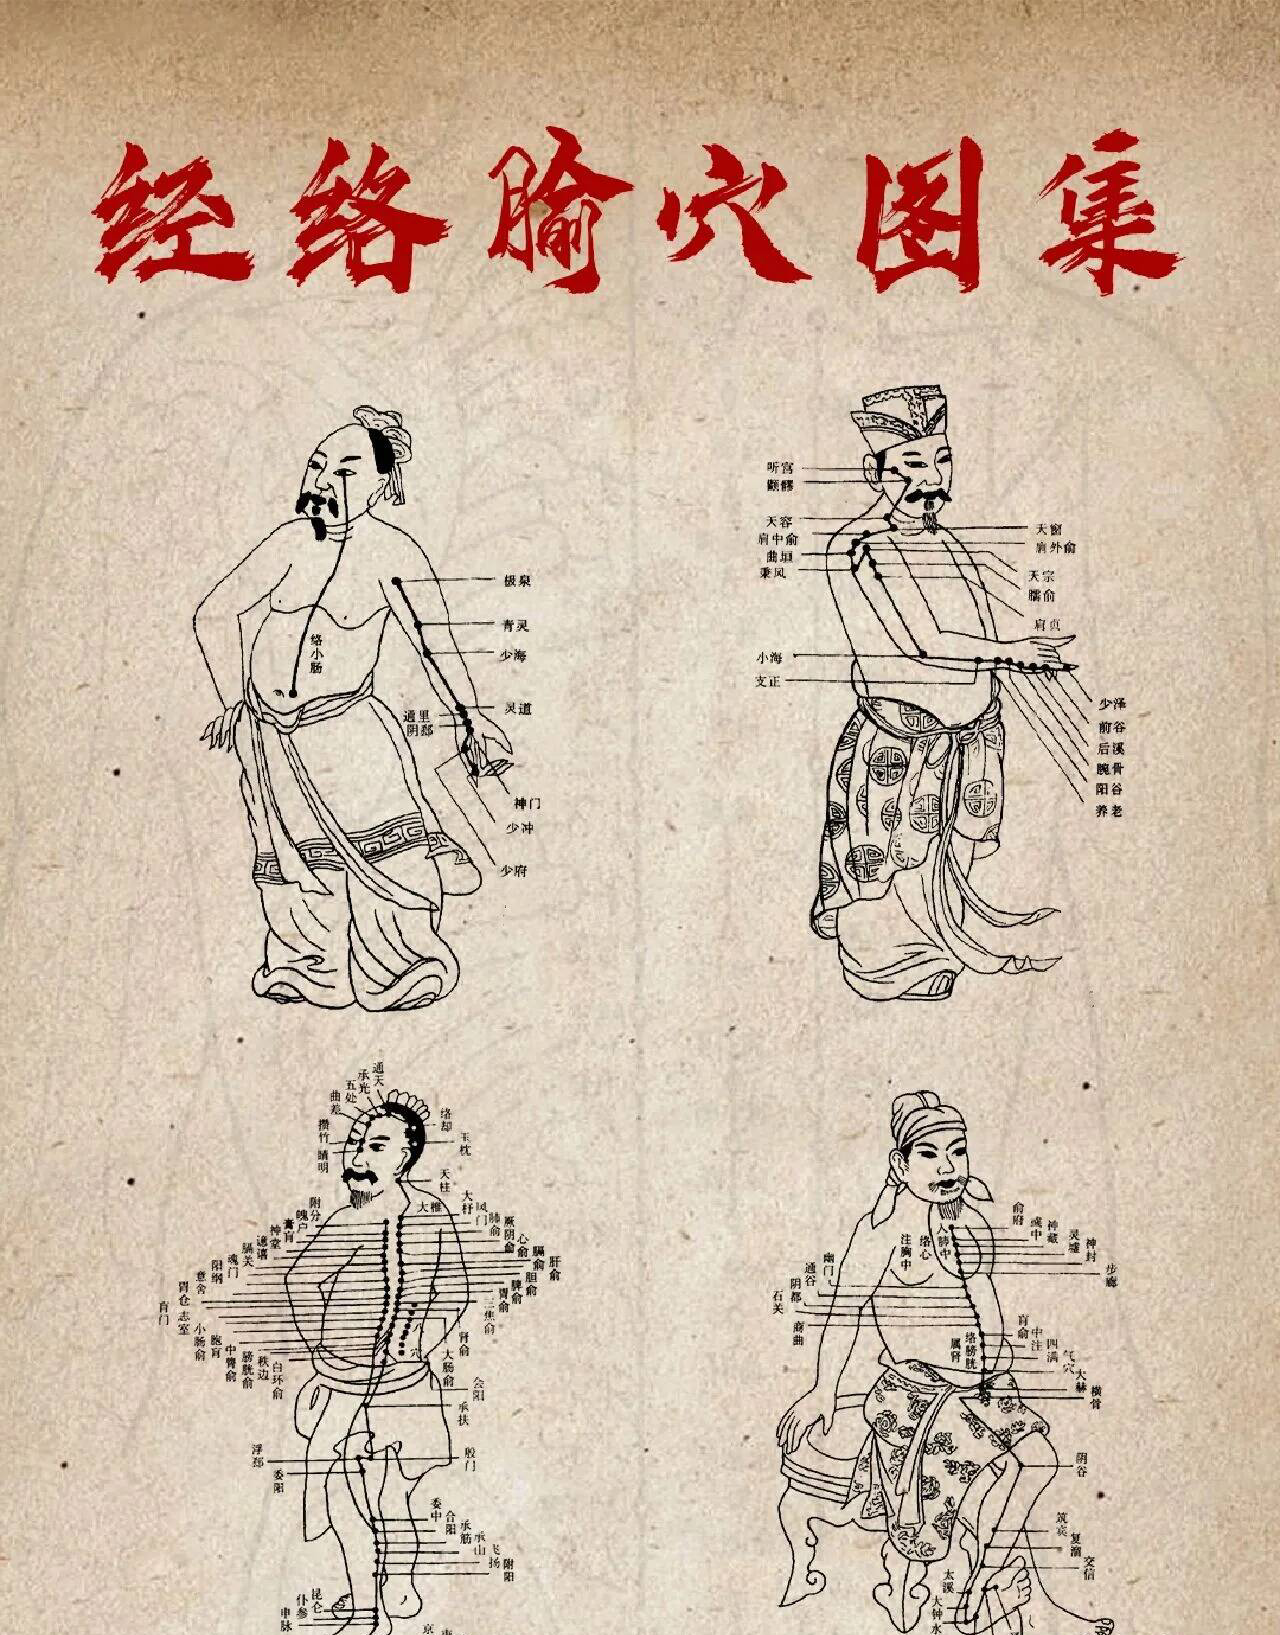 经络腧穴图集
极泉
青灵
少海
络小肠
灵道
通里
阴郄
神门
少冲
少府
听宫
颧髎
天容
肩中俞
曲垣
秉风
天窗
肩外俞
天宗
臑俞
肩贞
小海
支正
少泽
前谷
后溪
腕骨
阳谷
养老
通天
承光
五处
曲差
攒竹
睛明
络却
玉枕
天柱
大椎
大杼
风门
肺俞
厥阴俞
心俞
膈俞
肝俞
胆俞
脾俞
胃俞
三焦俞
肾俞
大肠俞
八
穴
附分
魄户
膏肓
神堂
譩譆
膈关
魂门
阳纲
意舍
胃仓
肓门
志室
小肠俞
胞肓
中膂俞
膀胱俞
秩边
白环俞
会阳
承扶
浮郄
殷门
委阳
委中
合阳
承筋
承山
飞扬
跗阳
昆仑
仆参
申脉
京
俞府
彧中
神藏
灵墟
神封
步廊
入肺中
络心
注胸中
幽门
通谷
阴都
石关
商曲
肓俞
中注
四满
气穴
大赫
横骨
络膀胱
属肾
阴谷
筑宾
复溜
交信
太溪
大钟
水